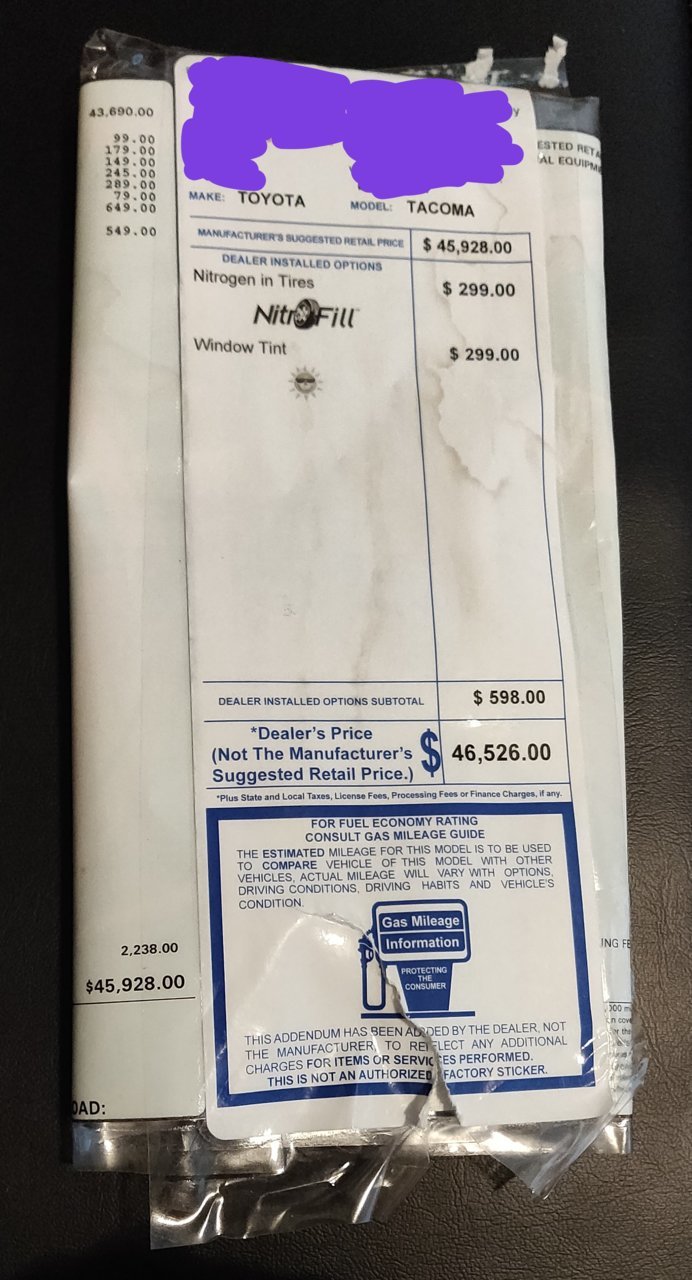 43,690.00
99.00
179.00
149.00
245.00
289.00
79.00
649.00
549.00
2,238.00
$45,928.00
OAD:
y
MAKE: TOYOTA MODEL: TACOMA
MANUFACTURER'S SUGGESTED RETAIL PRICE $ 45,928.00
DEALER INSTALLED OPTIONS
Nitrogen in Tires $ 299.00
NitroFill
Window Tint $ 299.00
DEALER INSTALLED OPTIONS SUBTOTAL $ 598.00
*Dealer's Price
(Not The Manufacturer's
Suggested Retail Price.)
$ 46,526.00
*Plus State and Local Taxes, License Fees, Processing Fees or Finance Charges, if any.
FOR FUEL ECONOMY RATING
CONSULT GAS MILEAGE GUIDE
THE ESTIMATED MILEAGE FOR THIS MODEL IS TO BE USED
TO COMPARE VEHICLE OF THIS MODEL WITH OTHER
VEHICLES, ACTUAL MILEAGE WILL VARY WITH OPTIONS,
DRIVING CONDITIONS, DRIVING HABITS AND VEHICLE'S
CONDITION.
Gas Mileage
Information
PROTECTING
THE
CONSUMER
THIS ADDENDUM HAS BEEN ADDED BY THE DEALER, NOT
THE MANUFACTURER, TO REFLECT ANY ADDITIONAL
CHARGES FOR ITEMS OR SERVICES PERFORMED.
THIS IS NOT AN AUTHORIZED FACTORY STICKER.
ESTED RETA
AL EQUIPM
ING FE